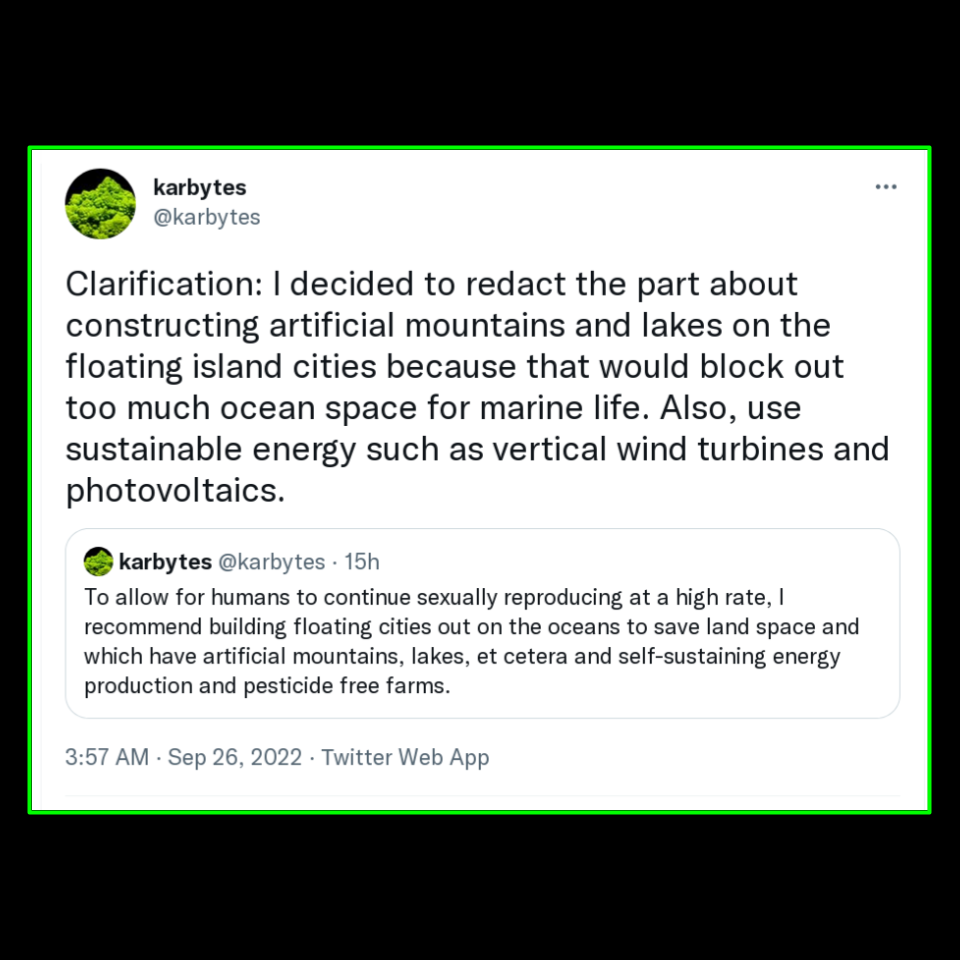 karbytes
@karbytes
Clarification: I decided to redact the part about
constructing artificial mountains and lakes on the
floating island cities because that would block out
too much ocean space for marine life. Also, use
sustainable energy such as vertical wind turbines and
photovoltaics.
karbytes @karbytes · 15h
To allow for humans to continue sexually reproducing at a high rate, I
recommend building floating cities out on the oceans to save land space and
which have artificial mountains, lakes, et cetera and self-sustaining energy
production and pesticide free farms.
3:57 AM · Sep 26, 2022 · Twitter Web App